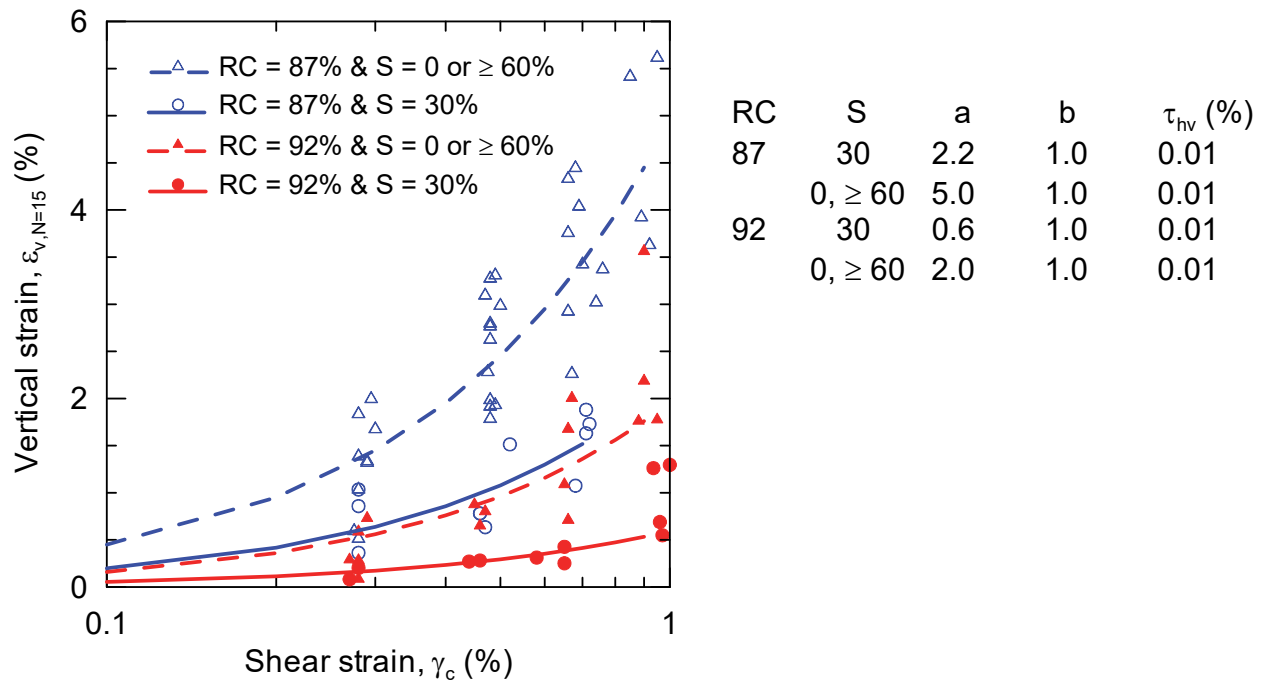 6
4
2
0
0.1
1
Vertical strain, εv,N=15 (%)
Shear strain, γc (%)
RC = 87% & S = 0 or ≥ 60%
RC = 87% & S = 30%
RC = 92% & S = 0 or ≥ 60%
RC = 92% & S = 30%
RC S a b τhv (%)
87 30 2.2 1.0 0.01
0, ≥ 60 5.0 1.0 0.01
92 30 0.6 1.0 0.01
0, ≥ 60 2.0 1.0 0.01